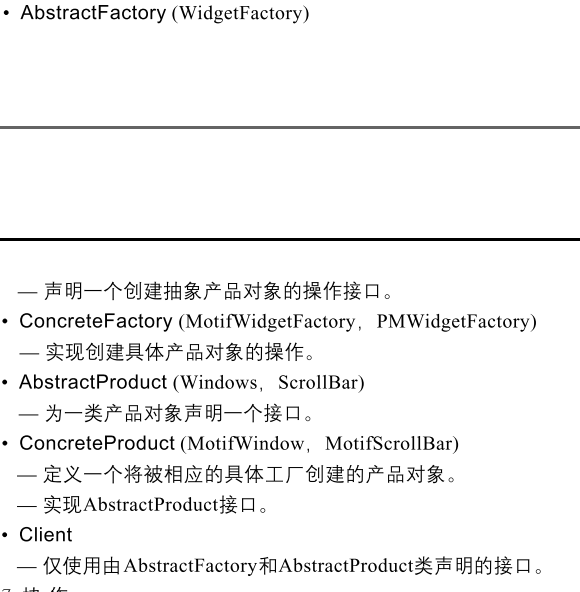 • AbstractFactory (WidgetFactory)
— 声明一个创建抽象产品对象的操作接口。
• ConcreteFactory (MotifWidgetFactory, PMWidgetFactory)
— 实现创建具体产品对象的操作。
• AbstractProduct (Windows, ScrollBar)
— 为一类产品对象声明一个接口。
• ConcreteProduct (MotifWindow, MotifScrollBar)
— 定义一个将被相应的具体工厂创建的产品对象。
— 实现AbstractProduct接口。
• Client
— 仅使用由AbstractFactory和AbstractProduct类声明的接口。